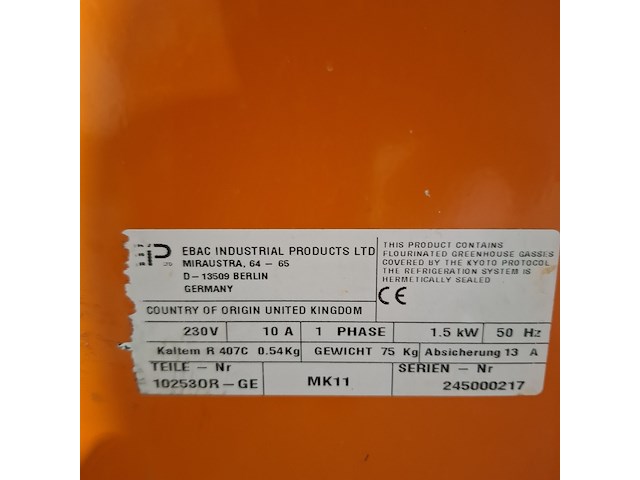 EBAC INDUSTRIAL PRODUCTS LTD
MIRAUSTRA, 64 – 65
D–13509 BERLIN
GERMANY
THIS PRODUCT CONTAINS
FLOURINATED GREENHOUSE GASSES
COVERED BY THE KYOTO PROTOCOL
THE REFRIGERATION SYSTEM IS
HERMETICALLY SEALED
CE
COUNTRY OF ORIGIN UNITED KINGDOM
230V 10 A 1 PHASE 1.5 kW 50 Hz
Kaltem R 407C 0.54Kg GEWICHT 75 Kg Absicherung 13 A
TEILE – Nr
10253OR–GE
MK11
SERIEN – Nr
245000217